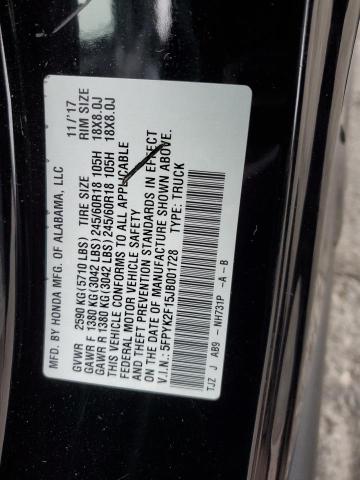 MFD. BY HONDA MFG. OF ALABAMA, LLC 11/17
GVWR 2590 KG(5710 LBS) TIRE SIZE RIM SIZE
GAWR F 1380 KG(3042 LBS) 245/60R18 105H 18X8.0J
GAWR R 1380 KG(3042 LBS) 245/60R18 105H 18X8.0J
THIS VEHICLE CONFORMS TO ALL APPLICABLE
FEDERAL MOTOR VEHICLE SAFETY
AND THEFT PREVENTION STANDARDS IN EFFECT
ON THE DATE OF MANUFACTURE SHOWN ABOVE.
V.I.N.: 5FPYK2F15JB001728 TYPE: TRUCK
TJZ J AB9 -NH731P -A -B